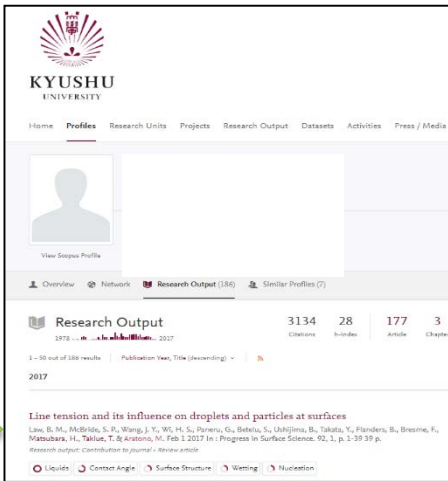 KYUSHU
UNIVERSITY
Home Profiles Research Units Projects Research Output Datasets Activities Press / Media
View Scopus Profile
Overview Network Research Output (186) Similar Profiles (7)
Research Output
3134 28 177 3
1978 2017
Citations h-index Article Chapter
1 – 50 out of 186 results Publication Year, Title (descending)
2017
Line tension and its influence on droplets and particles at surfaces
Law, B. M., McBride, S. P., Wang, J. Y., Wi, H. S., Paneru, G., Betelu, S., Ushijima, B., Takata, Y., Flanders, B., Bresme, F.,
Matsubara, H., Takiue, T. & Aratono, M. Feb 1 2017 In : Progress In Surface Science. 92, 1, p. 1-39 39 p.
Research output: Contribution to journal › Review article
Liquids Contact Angle Surface Structure Wetting Nucleation